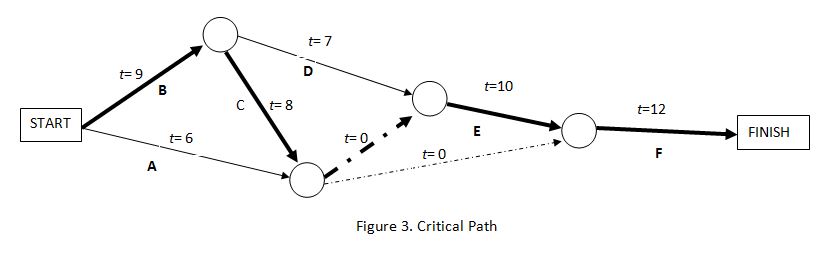 t= 7
D
t= 9
B
t=10
C
t= 8
t=12
START
t= 6
t= 0
E
FINISH
A
t= 0
F
Figure 3. Critical Path